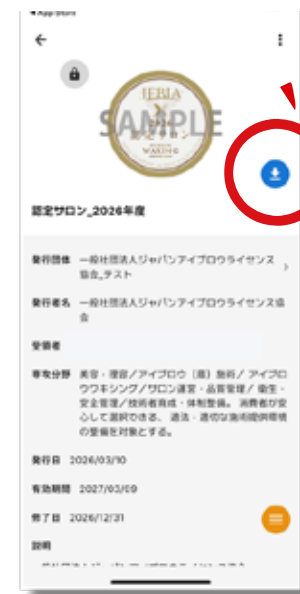 ◀ App Store
JEBIA
2026
認定サロン
WAXING
SAMPLE
認定サロン_2026年度
発行団体 一般社団法人ジャパンアイブロウライセンス
協会_テスト
発行者名 一般社団法人ジャパンアイブロウライセンス協
会
受領者
専攻分野 美容・理容/アイブロウ(眉)施術/ アイブロ
ウワキシング/サロン運営・品質管理/ 衛生・
安全管理/技術者育成・体制整備。 消費者が安
心して選択できる、 適法・適切な施術提供環境
の整備を対象とする。
発行日 2026/03/10
有効期間 2027/03/09
修了日 2026/12/31
説明